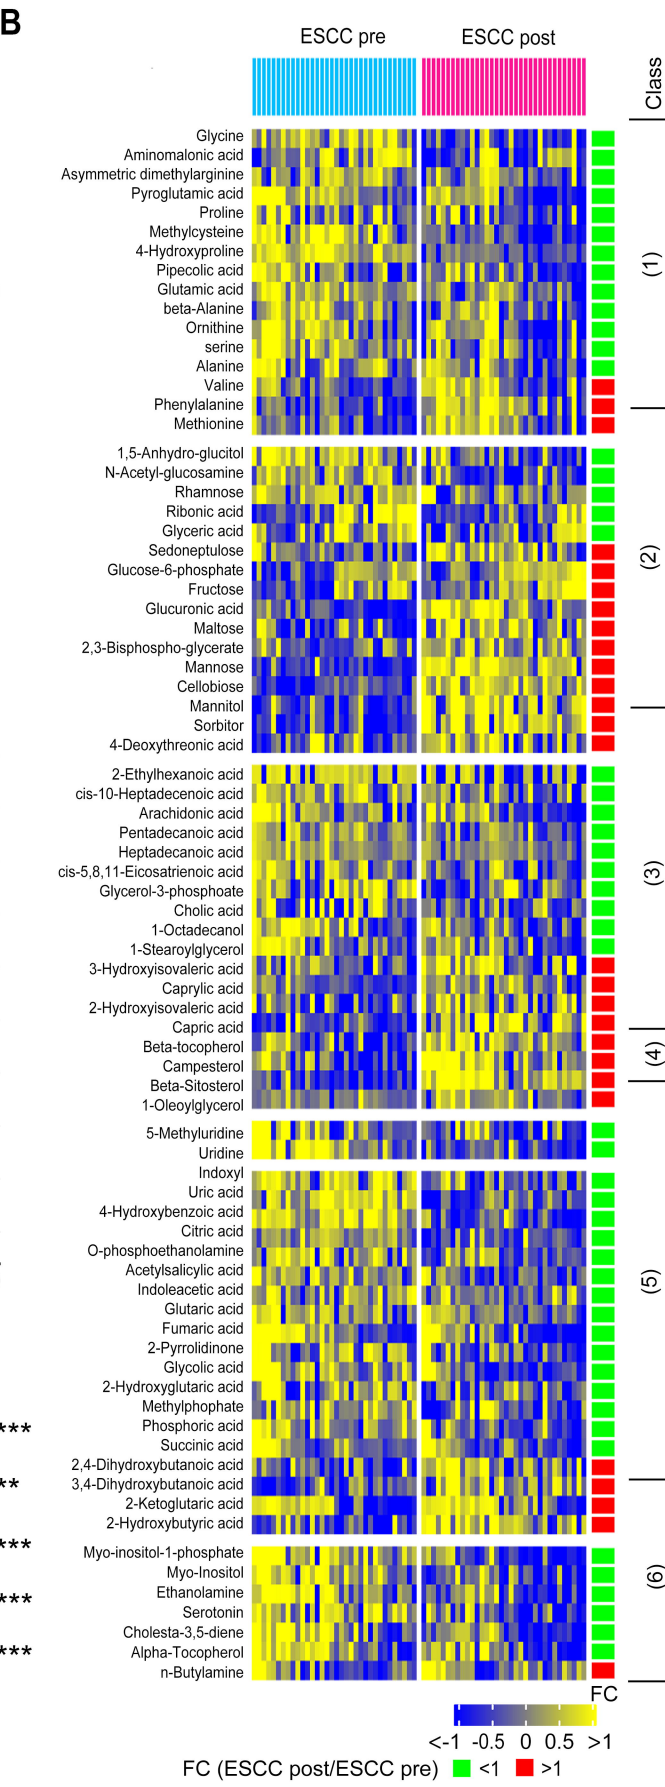 B
ESCC pre
ESCC post
Class
Glycine
Aminomalonic acid
Asymmetric dimethylarginine
Pyroglutamic acid
Proline
Methylcysteine
4-Hydroxyproline
Pipecolic acid
Glutamic acid
beta-Alanine
Ornithine
serine
Alanine
Valine
Phenylalanine
Methionine
(1)
1,5-Anhydro-glucitol
N-Acetyl-glucosamine
Rhamnose
Ribonic acid
Glyceric acid
Sedoneptulose
Glucose-6-phosphate
Fructose
Glucuronic acid
Maltose
2,3-Bisphospho-glycerate
Mannose
Cellobiose
Mannitol
Sorbitor
4-Deoxythreonic acid
(2)
2-Ethylhexanoic acid
cis-10-Heptadecenoic acid
Arachidonic acid
Pentadecanoic acid
Heptadecanoic acid
cis-5,8,11-Eicosatrienoic acid
Glycerol-3-phosphoate
Cholic acid
1-Octadecanol
1-Stearoylglycerol
3-Hydroxyisovaleric acid
Caprylic acid
2-Hydroxyisovaleric acid
Capric acid
Beta-tocopherol
Campesterol
Beta-Sitosterol
1-Oleoylglycerol
(3)
(4)
5-Methyluridine
Uridine
Indoxyl
Uric acid
4-Hydroxybenzoic acid
Citric acid
O-phosphoethanolamine
Acetylsalicylic acid
Indoleacetic acid
Glutaric acid
Fumaric acid
2-Pyrrolidinone
Glycolic acid
2-Hydroxyglutaric acid
Methylphophate
Phosphoric acid
Succinic acid
2,4-Dihydroxybutanoic acid
3,4-Dihydroxybutanoic acid
2-Ketoglutaric acid
2-Hydroxybutyric acid
(5)
***
**
***
***
***
Myo-inositol-1-phosphate
Myo-Inositol
Ethanolamine
Serotonin
Cholesta-3,5-diene
Alpha-Tocopherol
n-Butylamine
(6)
FC
<-1 -0.5 0 0.5 >1
FC (ESCC post/ESCC pre) <1 >1